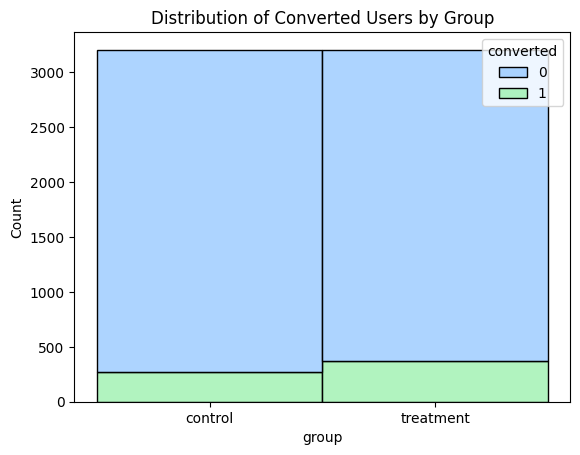 Distribution of Converted Users by Group
converted
0
1
3000
2500
2000
1500
1000
500
0
Count
control
treatment
group